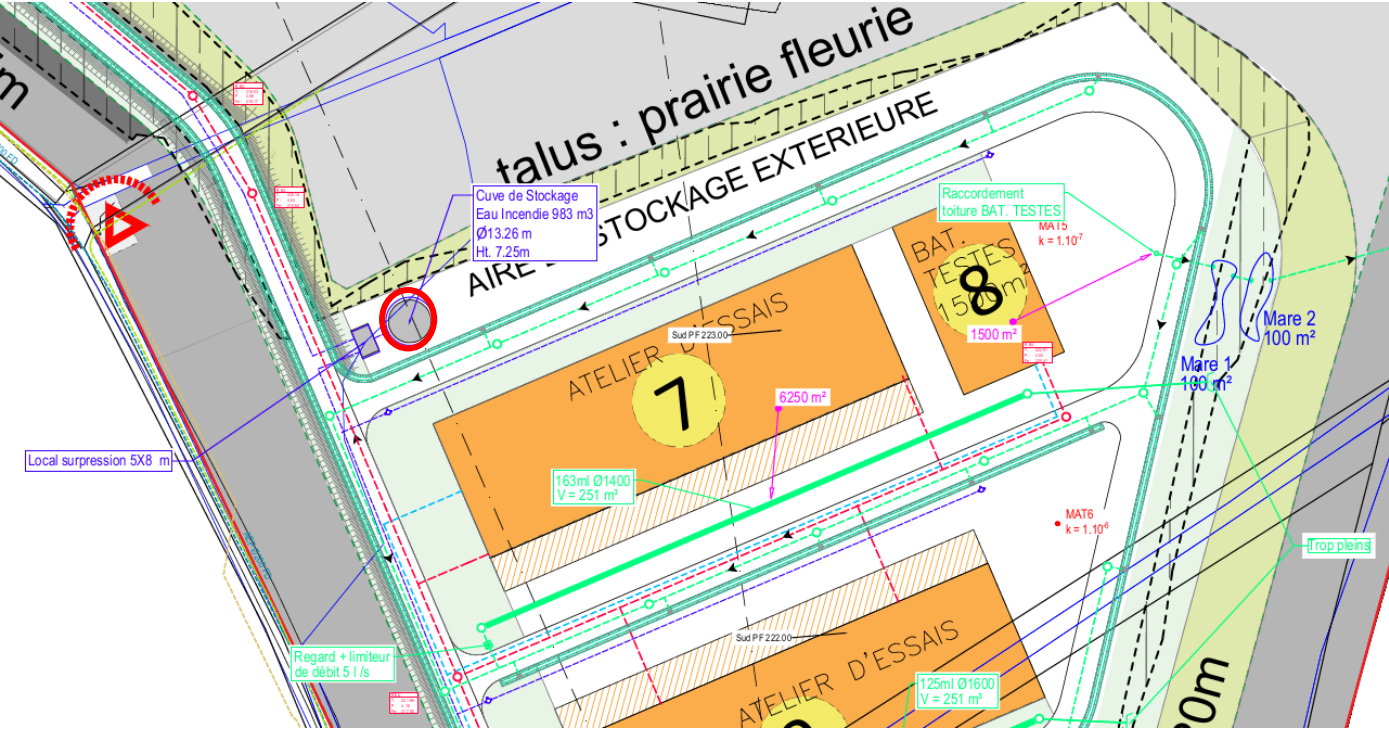 talus : prairie fleurie
AIRE
STOCKAGE EXTERIEURE
Cuve de Stockage
Eau Incendie 983 m3
Ø13.26 m
Ht. 7.25m
Raccordement
toiture BAT. TESTES
MAT5
k = 1.10⁻⁷
BAT.
TESTES
1500m²
8
1500 m²
Mare 2
100 m²
Mare 1
100 m²
ATELIER D'ESSAIS
Sud PF 223.00
7
6250 m²
Local surpression 5X8 m
163ml Ø1400
V = 251 m³
MAT6
k = 1.10⁻⁶
Trop pleins
Sud PF 222.00
Regard + limiteur
de débit 5 l /s
ATELIER D'ESSAIS
125ml Ø1600
V = 251 m³